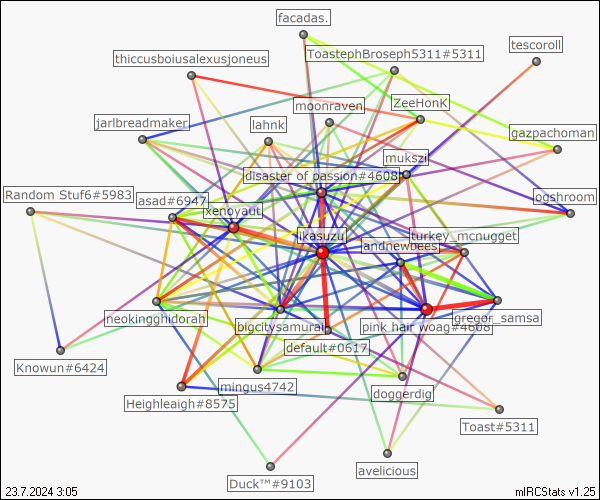 facadas.
ToastephBroseph5311#5311
tescoroll
thiccusboiusalexusjoneus
moonraven
ZeeHonK
jarlbreadmaker
lahnk
gazpachoman
mukszi
disaster of passion#4608
Random Stuf6#5983
asad#6947
ogshroom
xenoyaut
ikasuzu
turkey_mcnugget
andnewbees
neokingghidorah
bigcitysamurai
pink hair woag#4608
gregor_samsa
default#0617
Knowun#6424
mingus4742
doggerdig
Heighleaigh#8575
Toast#5311
avelicious
Duck™#9103
23.7.2024 3:05
mIRCStats v1.25